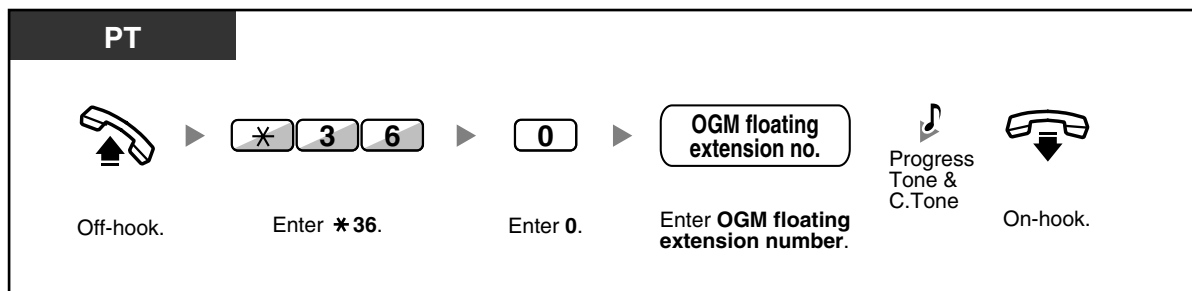 PT
✱ 3 6
0
OGM floating
extension no.
Progress
Tone &
C.Tone
Off-hook.
Enter ✱36.
Enter 0.
Enter OGM floating
extension number.
On-hook.